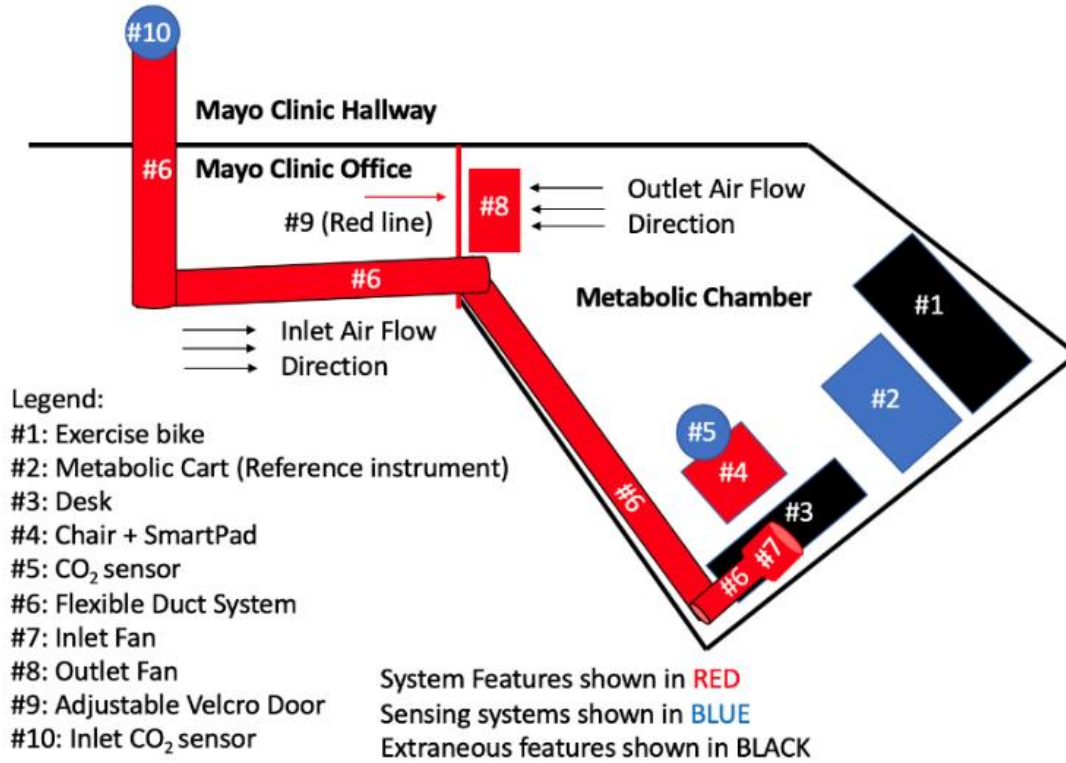 #10
Mayo Clinic Hallway
#6
Mayo Clinic Office
#9 (Red line)
#8
Outlet Air Flow
Direction
#6
Metabolic Chamber
#1
Inlet Air Flow
Direction
#2
#5
#4
#6
#3
#7
#6
Legend:
#1: Exercise bike
#2: Metabolic Cart (Reference instrument)
#3: Desk
#4: Chair + SmartPad
#5: CO₂ sensor
#6: Flexible Duct System
#7: Inlet Fan
#8: Outlet Fan
#9: Adjustable Velcro Door
#10: Inlet CO₂ sensor
System Features shown in RED
Sensing systems shown in BLUE
Extraneous features shown in BLACK